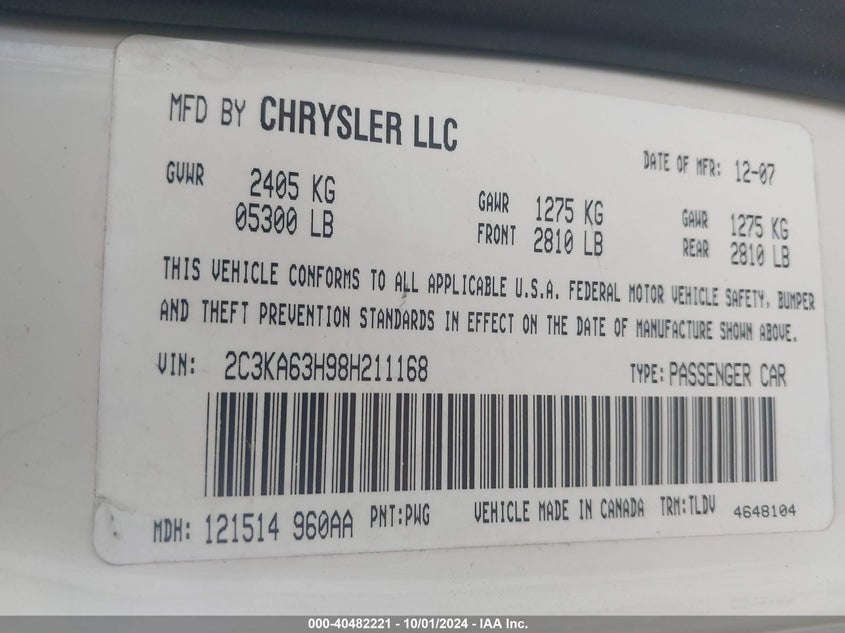 MFD BY CHRYSLER LLC
DATE OF MFR: 12-07
GVWR 2405 KG
05300 LB
GAWR FRONT 1275 KG
2810 LB
GAWR REAR 1275 KG
2810 LB
THIS VEHICLE CONFORMS TO ALL APPLICABLE U.S.A. FEDERAL MOTOR VEHICLE SAFETY, BUMPER
AND THEFT PREVENTION STANDARDS IN EFFECT ON THE DATE OF MANUFACTURE SHOWN ABOVE.
VIN: 2C3KA63H98H211168 TYPE: PASSENGER CAR
MDH: 121514 960AA PNT:PWG VEHICLE MADE IN CANADA TRM:TLDV 4648104
000-40482221 - 10/01/2024 - IAA Inc.